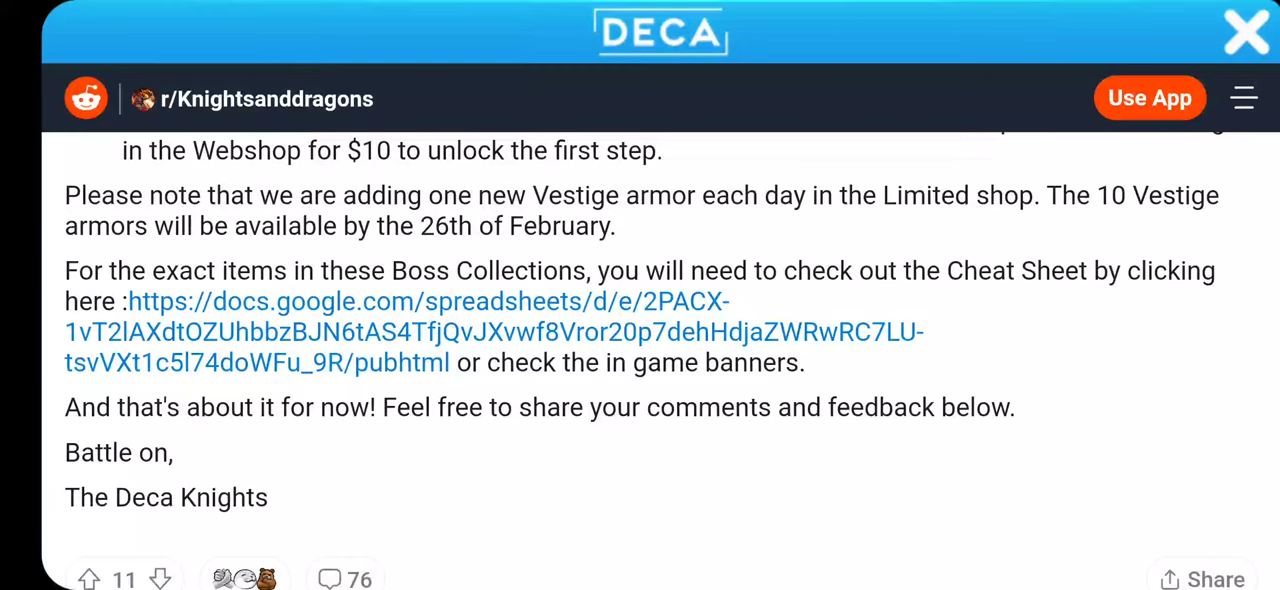 DECA
r/Knightsanddragons
Use App
in the Webshop for $10 to unlock the first step.
Please note that we are adding one new Vestige armor each day in the Limited shop. The 10 Vestige
armors will be available by the 26th of February.
For the exact items in these Boss Collections, you will need to check out the Cheat Sheet by clicking
here :https://docs.google.com/spreadsheets/d/e/2PACX-
1vT2lAXdtOZUhbbzBJN6tAS4TfjQvJXvwf8Vror20p7dehHdjaZWRwRC7LU-
tsvVXt1c5l74doWFu_9R/pubhtml or check the in game banners.
And that's about it for now! Feel free to share your comments and feedback below.
Battle on,
The Deca Knights
11
76
Share